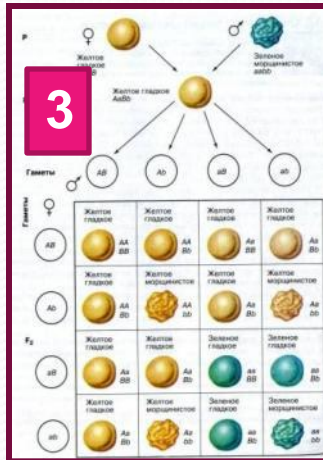 P
♀
♂
Желтое
гладкое
Зеленое
морщинистое
aabb
3
Желтое гладкое
AaBb
Гаметы
♂
AB
Ab
aB
ab
♀
Гаметы
Желтое гладкое
Желтое гладкое
Желтое гладкое
Желтое гладкое
AB
AA BB
AA Bb
Aa BB
Aa Bb
Желтое гладкое
Желтое морщинистое
Желтое гладкое
Желтое морщинистое
Ab
AA Bb
AA bb
Aa Bb
Aa bb
F2
Желтое гладкое
Желтое гладкое
Зеленое гладкое
Зеленое гладкое
aB
Aa BB
Aa Bb
aa BB
aa Bb
Желтое гладкое
Желтое морщинистое
Зеленое гладкое
Зеленое морщинистое
ab
Aa Bb
Aa bb
aa Bb
aa bb